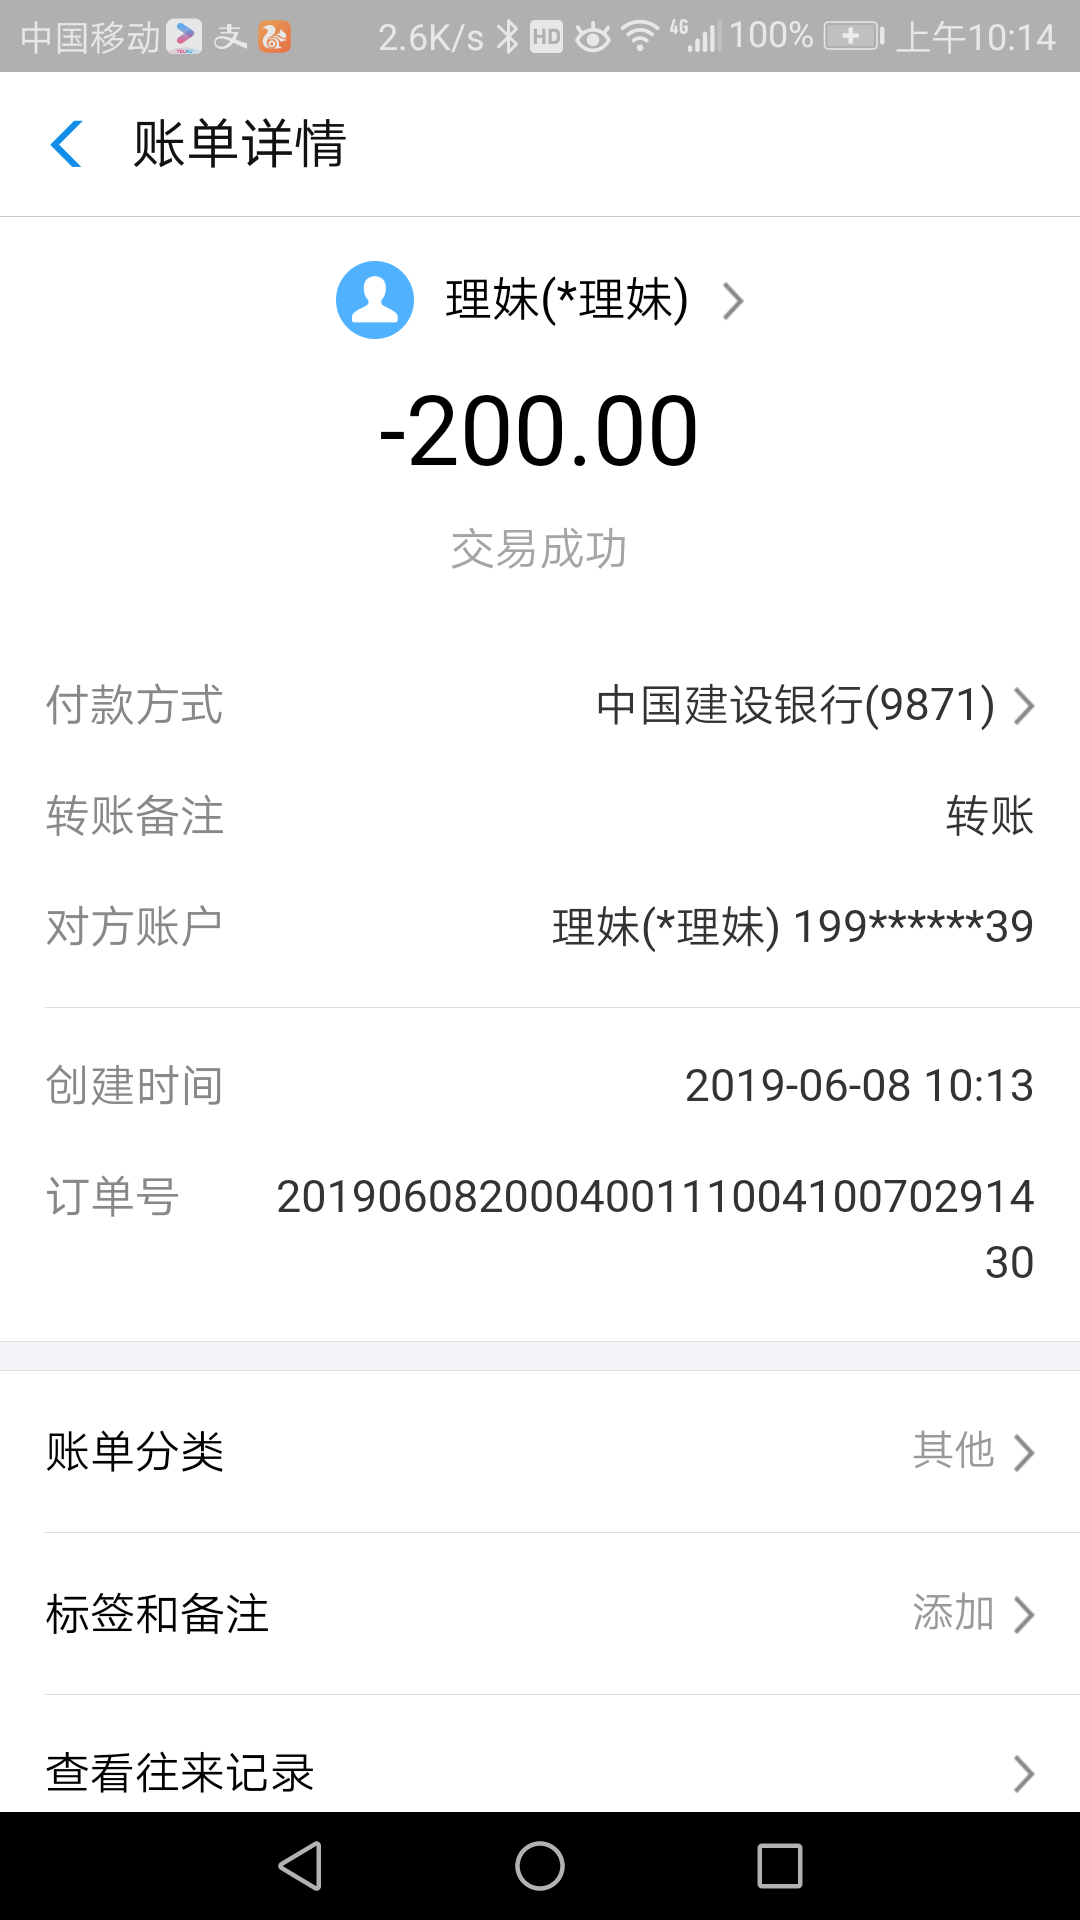 中国移动 2.6K/s HD 4G 100% 上午10:14
账单详情
理妹(*理妹)
-200.00
交易成功
付款方式 中国建设银行(9871)
转账备注 转账
对方账户 理妹(*理妹) 199******39
创建时间 2019-06-08 10:13
订单号 201906082000400111004100702914
30
账单分类 其他
标签和备注 添加
查看往来记录